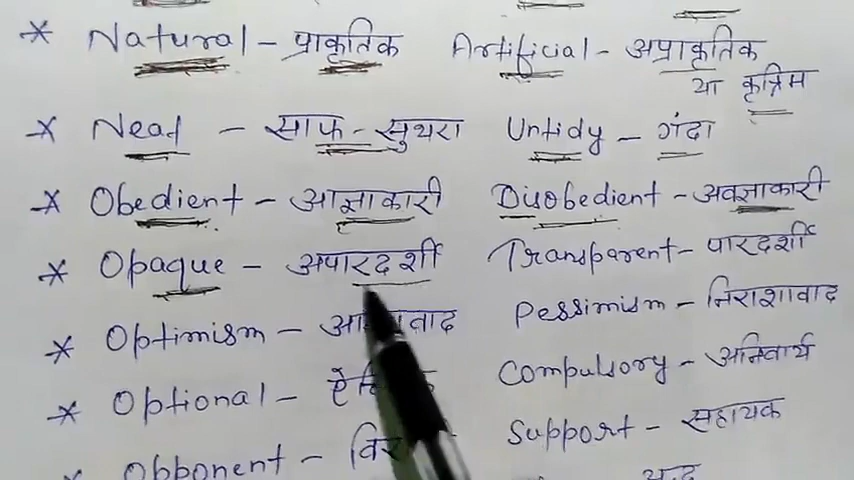 * Natural - प्राकृतिक Artificial - अप्राकृतिक
या कृत्रिम
* Neat - साफ - सुथरा Untidy - गंदा
* Obedient - आज्ञाकारी Disobedient - अवज्ञाकारी
* Opaque - अपारदर्शी Transparent - पारदर्शी
* Optimism - Pessimism - निराशावाद
* Optional - Compulsory - अनिवार्य
* Opponent - Support - सहायक